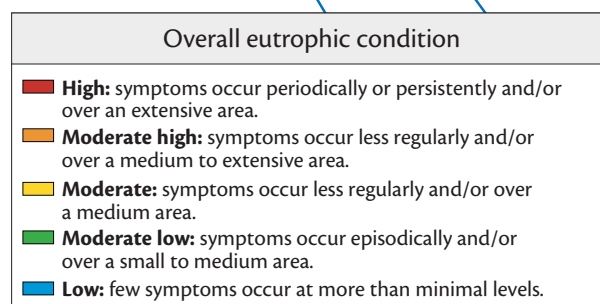 Overall eutrophic condition
High: symptoms occur periodically or persistently and/or
over an extensive area.
Moderate high: symptoms occur less regularly and/or
over a medium to extensive area.
Moderate: symptoms occur less regularly and/or over
a medium area.
Moderate low: symptoms occur episodically and/or
over a small to medium area.
Low: few symptoms occur at more than minimal levels.